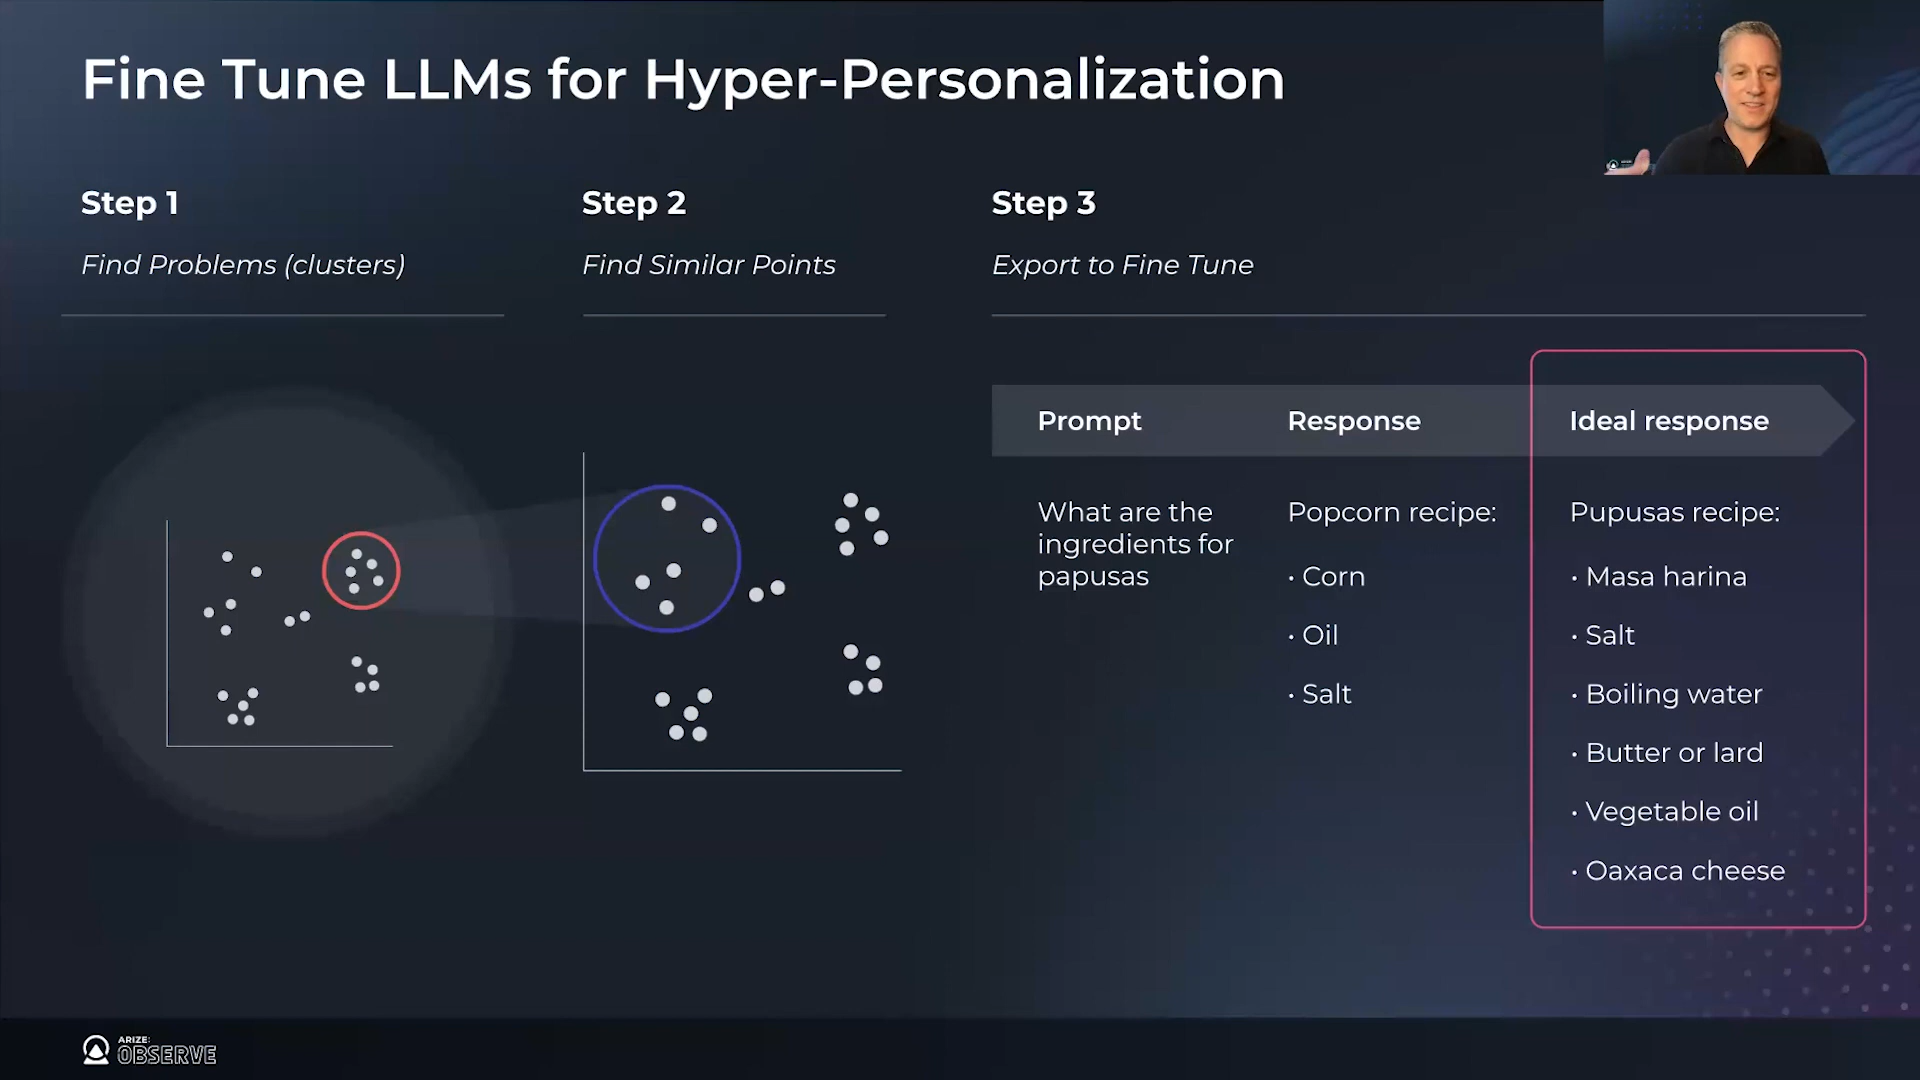 Fine Tune LLMs for Hyper-Personalization
Step 1
Find Problems (clusters)
Step 2
Find Similar Points
Step 3
Export to Fine Tune
Prompt
Response
Ideal response
What are the
ingredients for
papusas
Popcorn recipe:
· Corn
· Oil
· Salt
Pupusas recipe:
· Masa harina
· Salt
· Boiling water
· Butter or lard
· Vegetable oil
· Oaxaca cheese
ARIZE:
OBSERVE